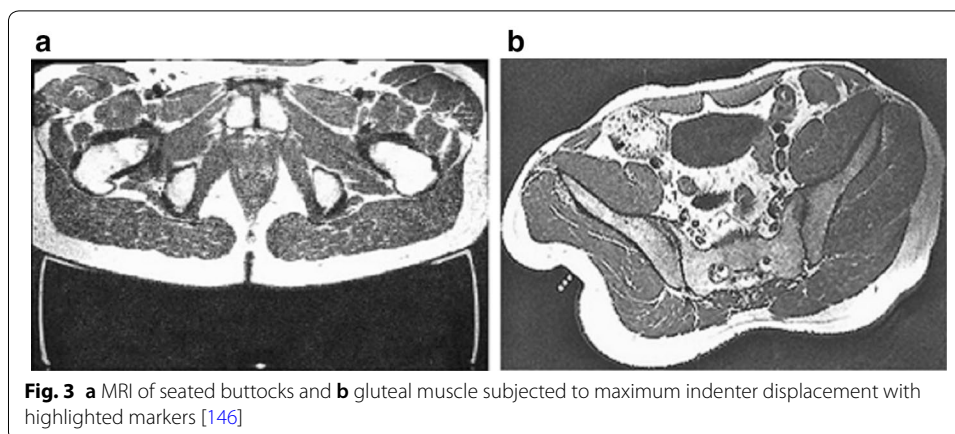 a
b
Fig. 3 a MRI of seated buttocks and b gluteal muscle subjected to maximum indenter displacement with
highlighted markers [146]